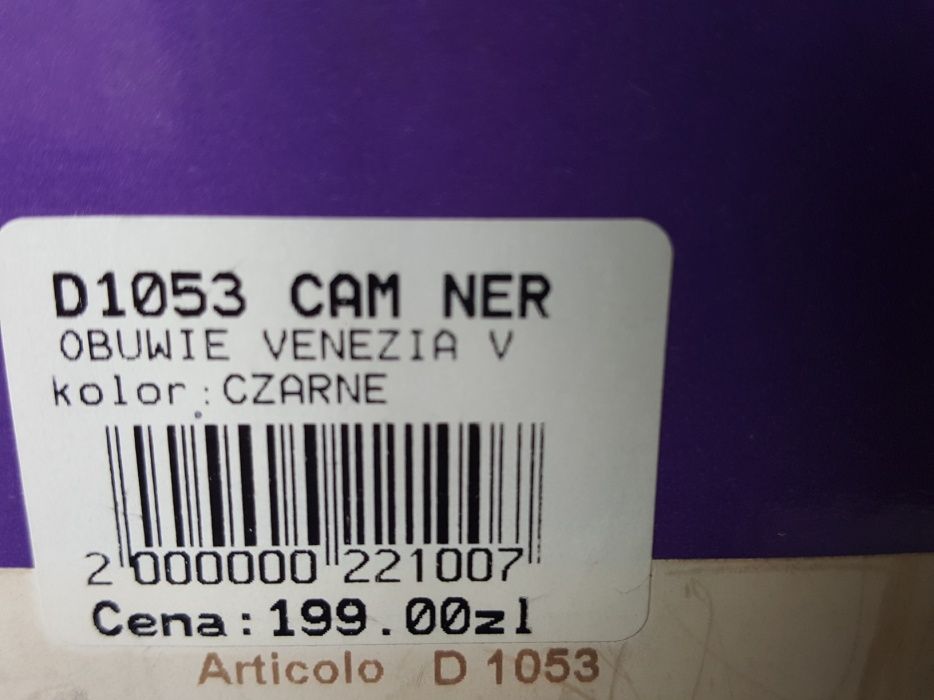 D1053 CAM NER
OBUWIE VENEZIA V
kolor:CZARNE
2 000000 221007
Cena:199.00zl
Articolo D 1053